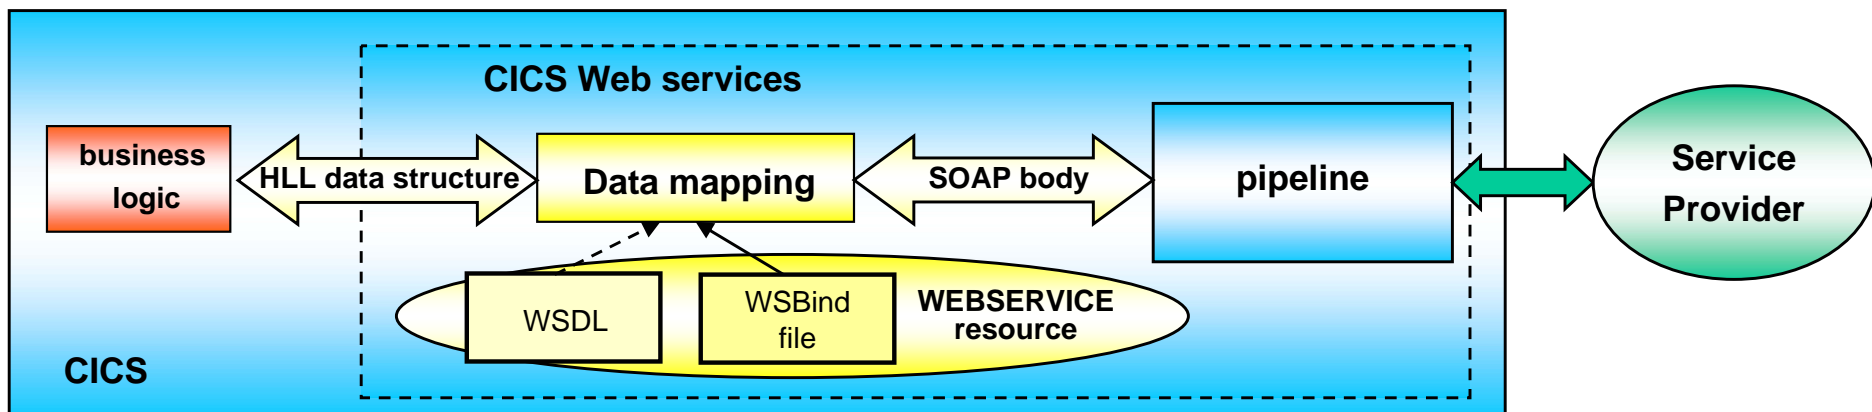 CICS Web services
business
logic
HLL data structure
Data mapping
SOAP body
pipeline
Service
Provider
WSDL
WSBind
file
WEBSERVICE
resource
CICS